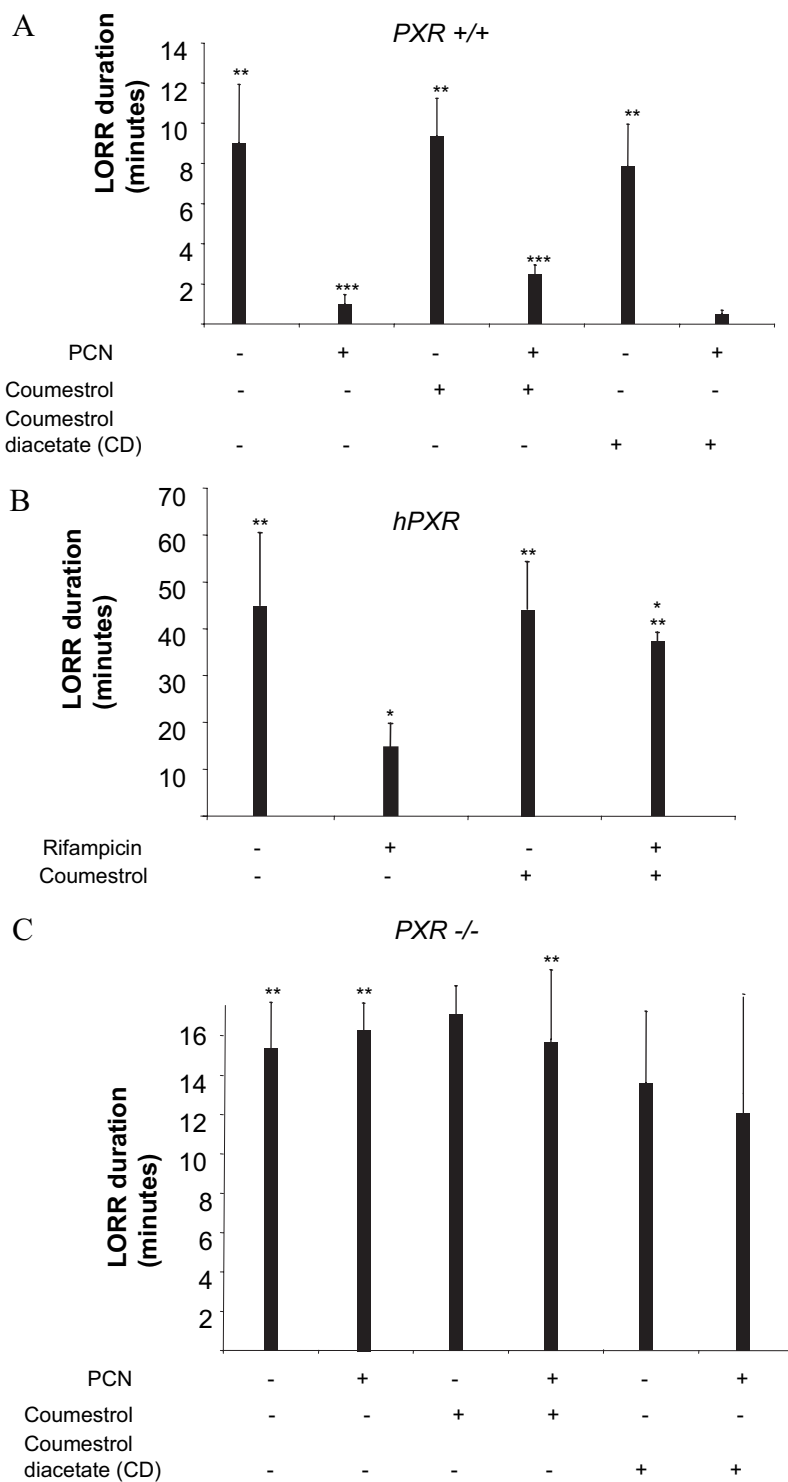 A
PXR +/+
LORR duration
(minutes)
14
12
10
8
6
4
2
** *** ** *** **
PCN - + - + - +
Coumestrol - - + + - -
Coumestrol
diacetate (CD) - - - - + +
B
hPXR
LORR duration
(minutes)
70
60
50
40
30
20
10
** * ** *
**
Rifampicin - + - +
Coumestrol - - + +
C
PXR -/-
LORR duration
(minutes)
16
14
12
10
8
6
4
2
** ** **
PCN - + - + - +
Coumestrol - - + + - -
Coumestrol
diacetate (CD) - - - - + +